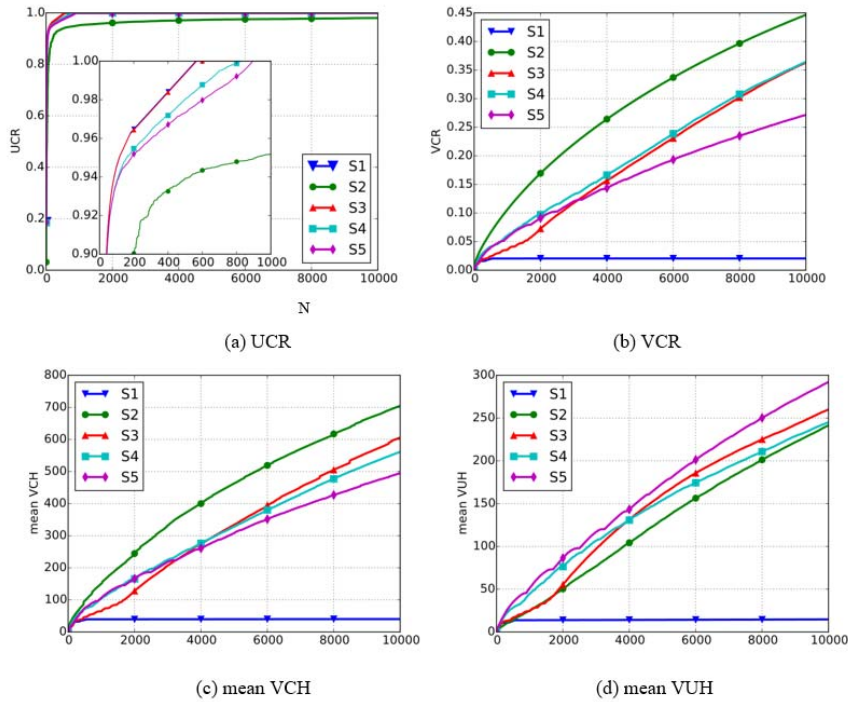 1.0
0.8
0.6
0.4
0.2
0.0
UCR
0 2000 4000 6000 8000 10000
N
1.00
0.98
0.96
0.94
0.92
0.90
0 200 400 600 800 1000
S1
S2
S3
S4
S5
(a) UCR
0.45
0.40
0.35
0.30
0.25
0.20
0.15
0.10
0.05
0.00
VCR
0 2000 4000 6000 8000 10000
S1
S2
S3
S4
S5
(b) VCR
800
700
600
500
400
300
200
100
0
mean VCH
0 2000 4000 6000 8000 10000
S1
S2
S3
S4
S5
(c) mean VCH
300
250
200
150
100
50
0
mean VUH
0 2000 4000 6000 8000 10000
S1
S2
S3
S4
S5
(d) mean VUH